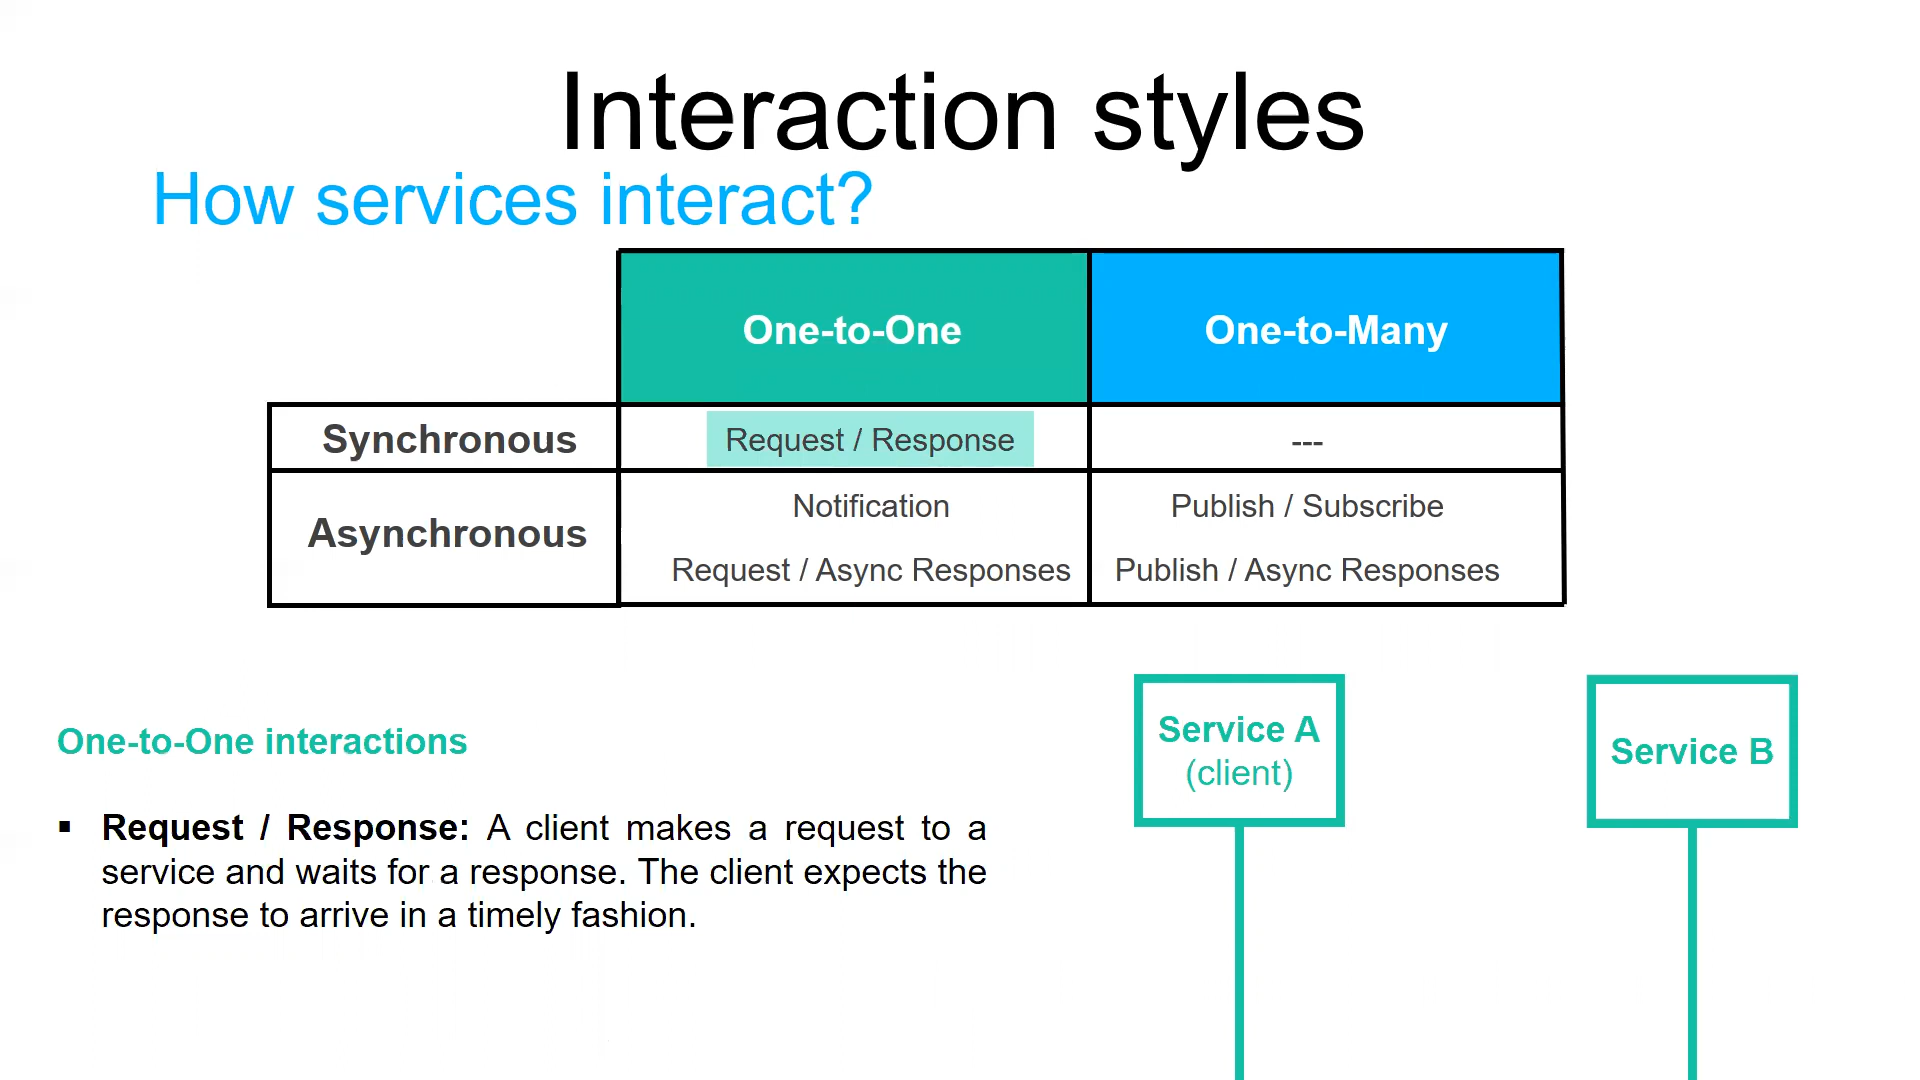 Interaction styles
How services interact?
One-to-One
One-to-Many
Synchronous
Request / Response
---
Asynchronous
Notification
Publish / Subscribe
Request / Async Responses
Publish / Async Responses
One-to-One interactions
▪ Request / Response: A client makes a request to a
service and waits for a response. The client expects the
response to arrive in a timely fashion.
Service A
(client)
Service B